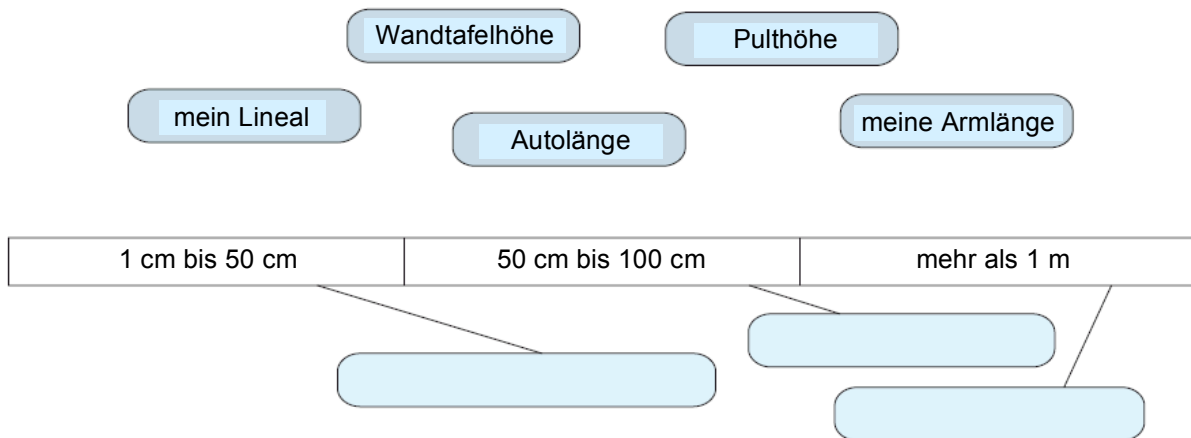 Wandtafelhöhe
Pulthöhe
mein Lineal
Autolänge
meine Armlänge
1 cm bis 50 cm
50 cm bis 100 cm
mehr als 1 m